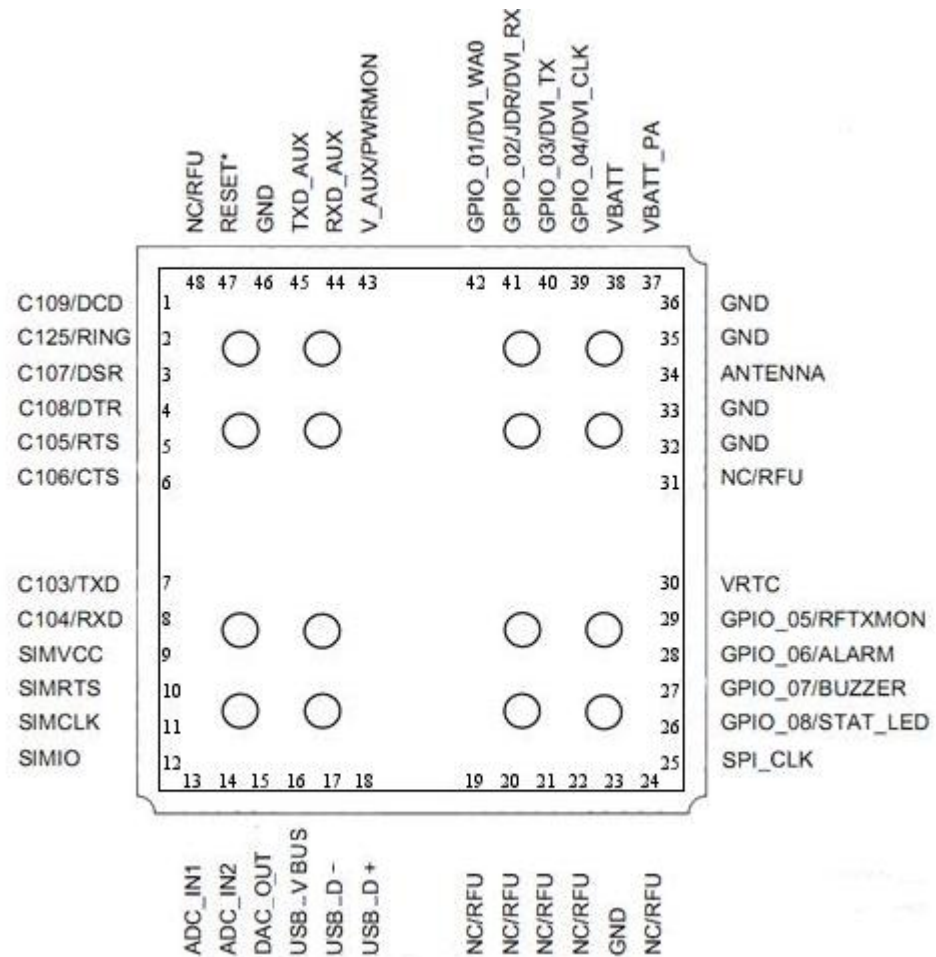 NC/RFU
RESET*
GND
TXD_AUX
RXD_AUX
V_AUX/PWRMON
GPIO_01/DVI_WA0
GPIO_02/JDR/DVI_RX
GPIO_03/DVI_TX
GPIO_04/DVI_CLK
VBATT
VBATT_PA
48 47 46 45 44 43 42 41 40 39 38 37
C109/DCD 1 36 GND
C125/RING 2 35 GND
C107/DSR 3 34 ANTENNA
C108/DTR 4 33 GND
C105/RTS 5 32 GND
C106/CTS 6 31 NC/RFU
C103/TXD 7 30 VRTC
C104/RXD 8 29 GPIO_05/RFTXMON
SIMVCC 9 28 GPIO_06/ALARM
SIMRTS 10 27 GPIO_07/BUZZER
SIMCLK 11 26 GPIO_08/STAT_LED
SIMIO 12 25 SPI_CLK
13 14 15 16 17 18 19 20 21 22 23 24
ADC_IN1
ADC_IN2
DAC_OUT
USB_VBUS
USB_D-
USB_D+
NC/RFU
NC/RFU
NC/RFU
NC/RFU
GND
NC/RFU